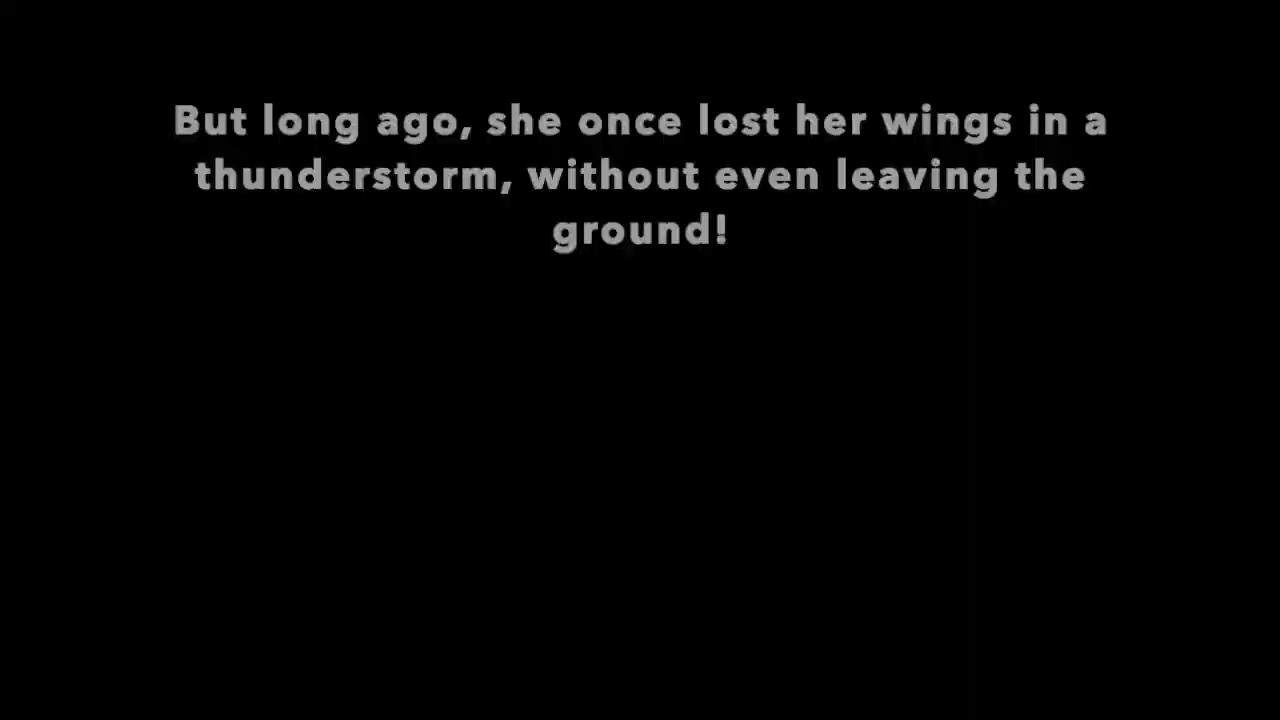 But long ago, she once lost her wings in a
thunderstorm, without even leaving the
ground!